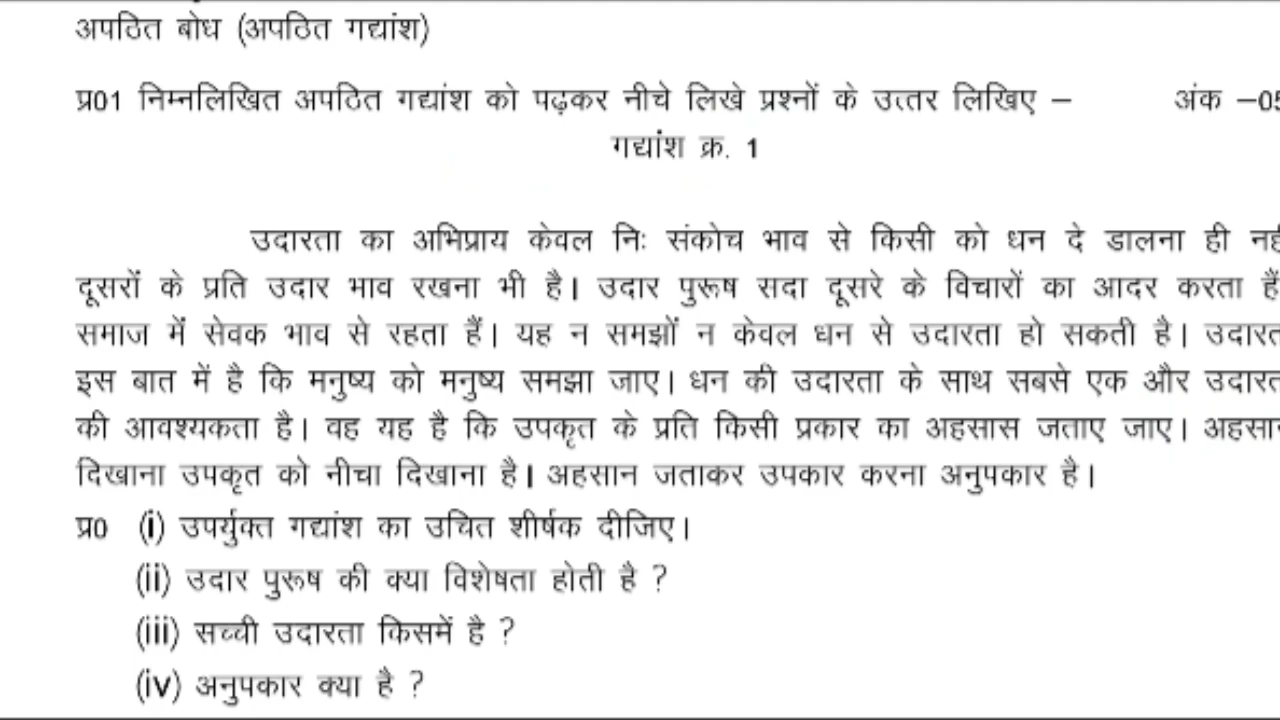 अपठित बोध (अपठित गद्यांश)
प्र01 निम्नलिखित अपठित गद्यांश को पढ़कर नीचे लिखे प्रश्नों के उत्तर लिखिए – अंक –05
गद्यांश क्र. 1
उदारता का अभिप्राय केवल निः संकोच भाव से किसी को धन दे डालना ही
दूसरों के प्रति उदार भाव रखना भी है। उदार पुरूष सदा दूसरे के विचारों का आदर करता हैं
समाज में सेवक भाव से रहता हैं। यह न समझों न केवल धन से उदारता हो सकती है।
इस बात में है कि मनुष्य को मनुष्य समझा जाए। धन की उदारता के साथ सबसे एक और
की आवश्यकता है। वह यह है कि उपकृत के प्रति किसी प्रकार का अहसास जताए जाए।
दिखाना उपकृत को नीचा दिखाना है। अहसान जताकर उपकार करना अनुपकार है।
प्र0 (i) उपर्युक्त गद्यांश का उचित शीर्षक दीजिए।
(ii) उदार पुरूष की क्या विशेषता होती है ?
(iii) सच्ची उदारता किसमें है ?
(iv) अनुपकार क्या है ?